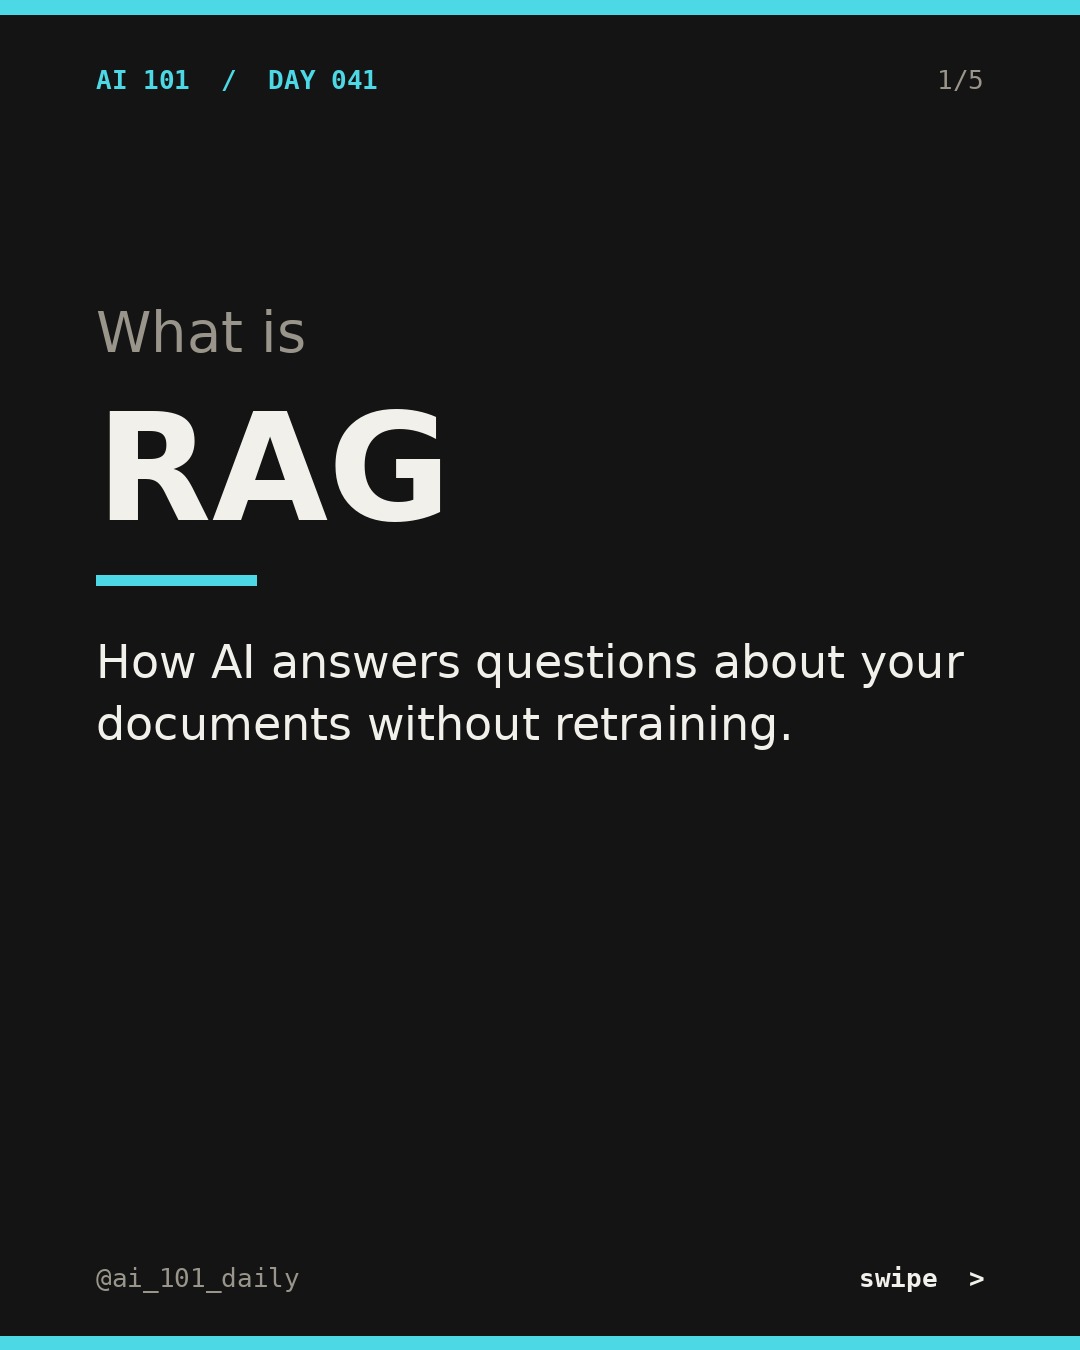 AI 101 / DAY 041
1/5
What is
RAG
How AI answers questions about your
documents without retraining.
@ai_101_daily
swipe >